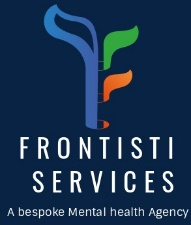 FRONTISTI
SERVICES
A bespoke Mental health Agency